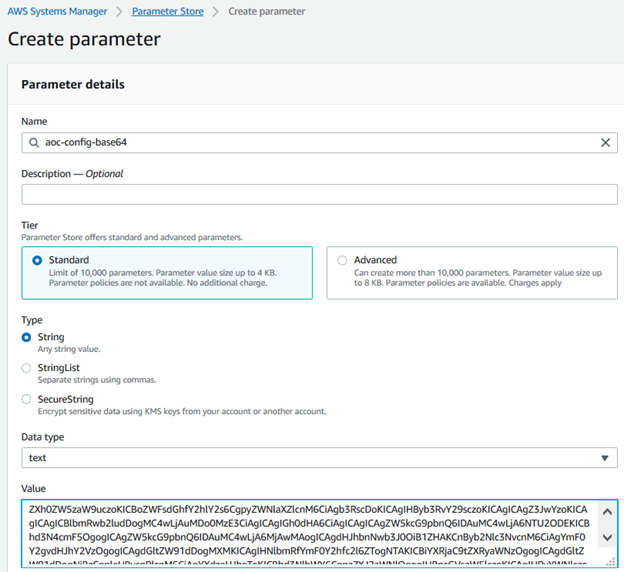 AWS Systems Manager > Parameter Store > Create parameter
Create parameter
Parameter details
Name
aoc-config-base64
Description — Optional
Tier
Parameter Store offers standard and advanced parameters.
Standard
Limit of 10,000 parameters. Parameter value size up to 4 KB.
Parameter policies are not available. No additional charge.
Advanced
Can create more than 10,000 parameters. Parameter value size up
to 8 KB. Parameter policies are available. Charges apply
Type
String
Any string value.
StringList
Separate strings using commas.
SecureString
Encrypt sensitive data using KMS keys from your account or another account.
Data type
text
Value
ZXh0ZW5zaW9uczoKICBoZWFsdGhfY2hlY2s6CgpyZWNlaXZlcnM6CiAgb3RscDoKICAgIHByb3RvY29sczoKICAgICAgZ3JwYzoKICA
gICAgICBlbmRwb2ludDogMC4wLjAuMDo0MzE3CiAgICAgIGh0dHA6CiAgICAgICAgZW5kcG9pbnQ6IDAuMC4wLjA6NTU2ODEKICB